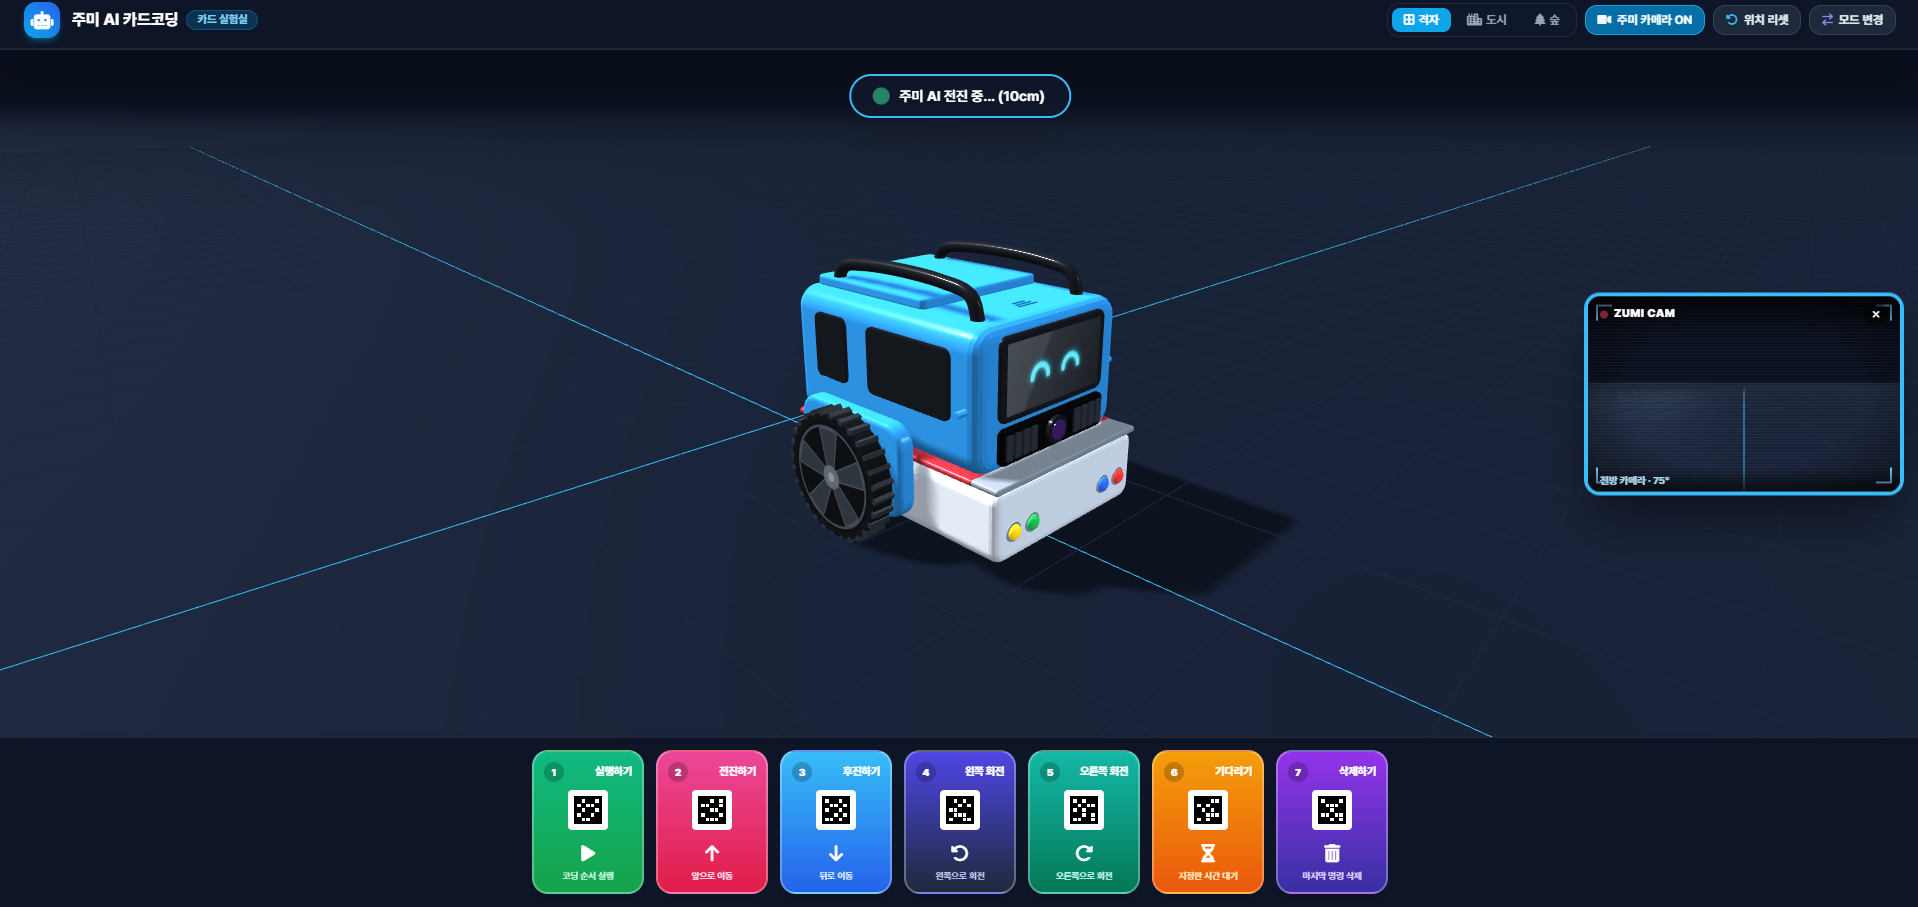 주미 AI 카드코딩
카드 실험실
격자
도시
숲
주미 카메라 ON
위치 리셋
모드 변경
주미 AI 전진 중... (10cm)
ZUMI CAM
×
전방 카메라 · 75°
1 실행하기
코딩 순서 실행
2 전진하기
앞으로 이동
3 후진하기
뒤로 이동
4 왼쪽 회전
왼쪽으로 회전
5 오른쪽 회전
오른쪽으로 회전
6 기다리기
지정한 시간 대기
7 삭제하기
마지막 명령 삭제